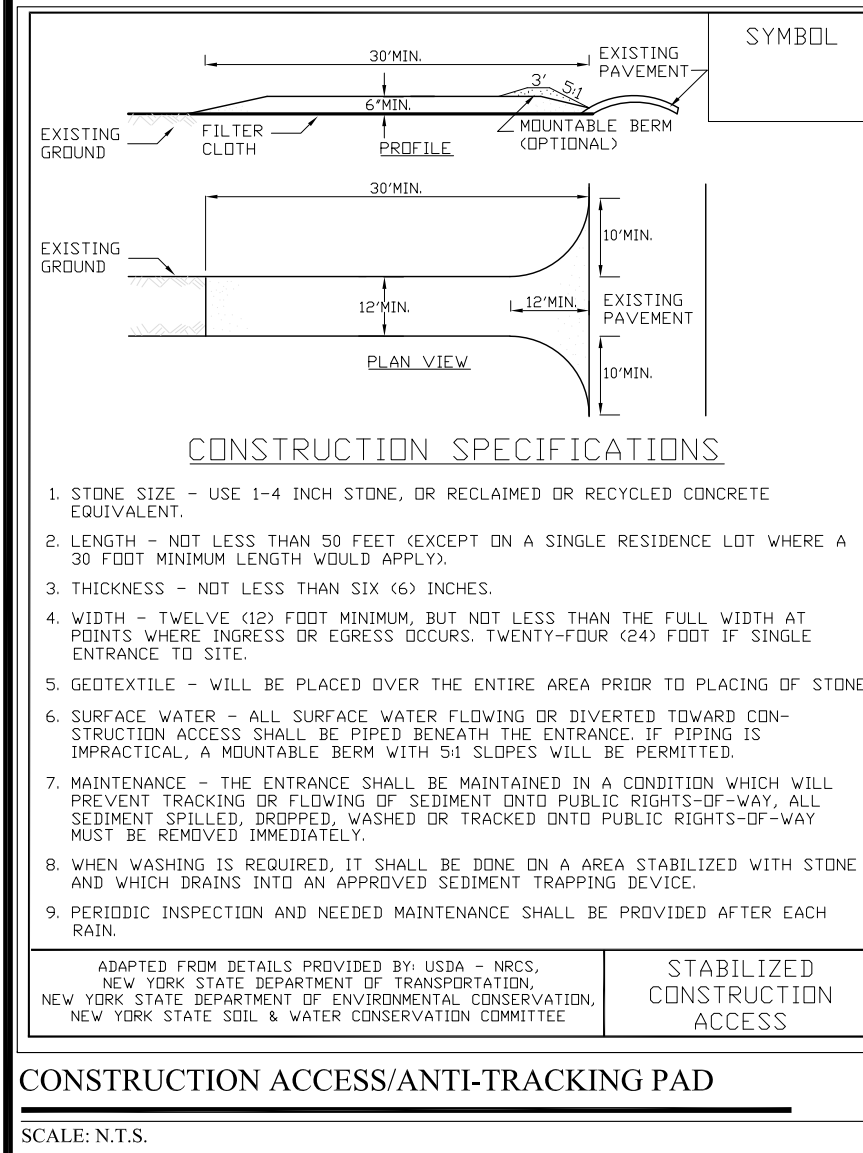 SYMBOL
30'MIN.
EXISTING
PAVEMENT
3'
5:1
6"MIN.
EXISTING
GROUND
FILTER
CLOTH
PROFILE
MOUNTABLE BERM
(OPTIONAL)
30'MIN.
EXISTING
GROUND
10'MIN.
12'MIN.
12'MIN.
EXISTING
PAVEMENT
PLAN VIEW
10'MIN.
CONSTRUCTION SPECIFICATIONS
1. STONE SIZE - USE 1-4 INCH STONE, OR RECLAIMED OR RECYCLED CONCRETE
EQUIVALENT.
2. LENGTH - NOT LESS THAN 50 FEET (EXCEPT ON A SINGLE RESIDENCE LOT WHERE A
30 FOOT MINIMUM LENGTH WOULD APPLY).
3. THICKNESS - NOT LESS THAN SIX (6) INCHES.
4. WIDTH - TWELVE (12) FOOT MINIMUM, BUT NOT LESS THAN THE FULL WIDTH AT
POINTS WHERE INGRESS OR EGRESS OCCURS. TWENTY-FOUR (24) FOOT IF SINGLE
ENTRANCE TO SITE.
5. GEOTEXTILE - WILL BE PLACED OVER THE ENTIRE AREA PRIOR TO PLACING OF STONE
6. SURFACE WATER - ALL SURFACE WATER FLOWING OR DIVERTED TOWARD CON-
STRUCTION ACCESS SHALL BE PIPED BENEATH THE ENTRANCE. IF PIPING IS
IMPRACTICAL, A MOUNTABLE BERM WITH 5:1 SLOPES WILL BE PERMITTED.
7. MAINTENANCE - THE ENTRANCE SHALL BE MAINTAINED IN A CONDITION WHICH WILL
PREVENT TRACKING OR FLOWING OF SEDIMENT ONTO PUBLIC RIGHTS-OF-WAY, ALL
SEDIMENT SPILLED, DROPPED, WASHED OR TRACKED ONTO PUBLIC RIGHTS-OF-WAY
MUST BE REMOVED IMMEDIATELY.
8. WHEN WASHING IS REQUIRED, IT SHALL BE DONE ON A AREA STABILIZED WITH STONE
AND WHICH DRAINS INTO AN APPROVED SEDIMENT TRAPPING DEVICE.
9. PERIODIC INSPECTION AND NEEDED MAINTENANCE SHALL BE PROVIDED AFTER EACH
RAIN.
ADAPTED FROM DETAILS PROVIDED BY: USDA - NRCS,
NEW YORK STATE DEPARTMENT OF TRANSPORTATION,
NEW YORK STATE DEPARTMENT OF ENVIRONMENTAL CONSERVATION,
NEW YORK STATE SOIL & WATER CONSERVATION COMMITTEE
STABILIZED
CONSTRUCTION
ACCESS
CONSTRUCTION ACCESS/ANTI-TRACKING PAD
SCALE: N.T.S.